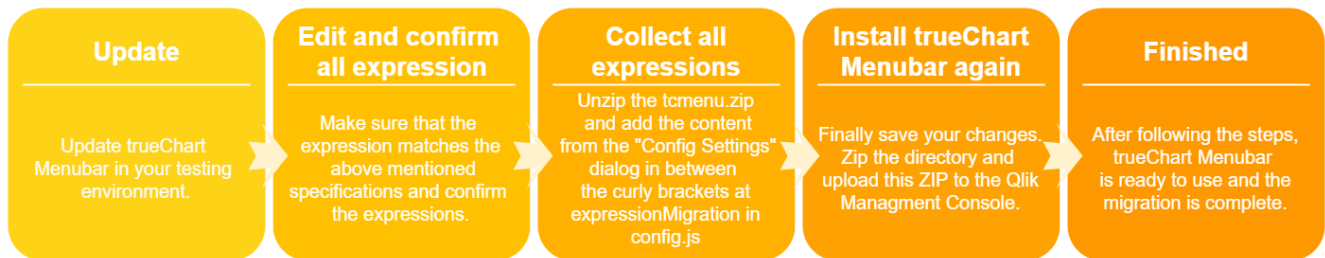 Update
Update trueChart
Menubar in your testing
environment.
Edit and confirm
all expression
Make sure that the
expression matches the
above mentioned
specifications and confirm
the expressions.
Collect all
expressions
Unzip the tcmenu.zip
and add the content
from the "Config Settings"
dialog in between
the curly brackets at
expressionMigration in
config.js
Install trueChart
Menubar again
Finally save your changes.
Zip the directory and
upload this ZIP to the Qlik
Managment Console.
Finished
After following the steps,
trueChart Menubar
is ready to use and the
migration is complete.